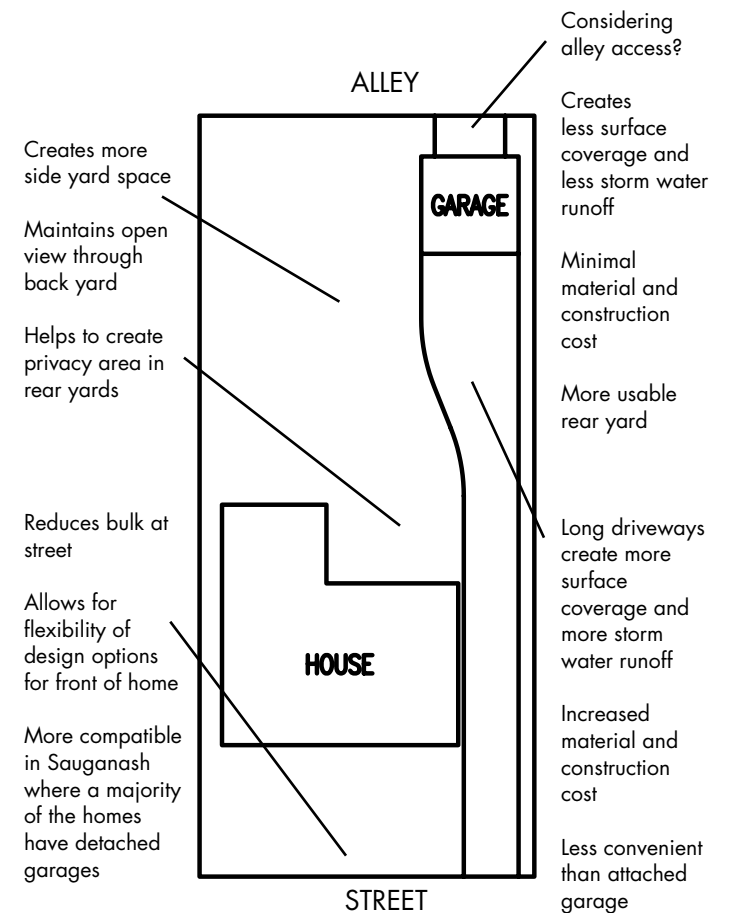 Considering
alley access?
ALLEY
Creates
less surface
coverage and
less storm water
runoff
Creates more
side yard space
GARAGE
Maintains open
view through
back yard
Minimal
material and
construction
cost
Helps to create
privacy area in
rear yards
More usable
rear yard
Reduces bulk at
street
Long driveways
create more
surface
coverage and
more storm
water runoff
Allows for
flexibility of
design options
for front of home
HOUSE
Increased
material and
construction
cost
More compatible
in Sauganash
where a majority
of the homes
have detached
garages
Less convenient
than attached
garage
STREET